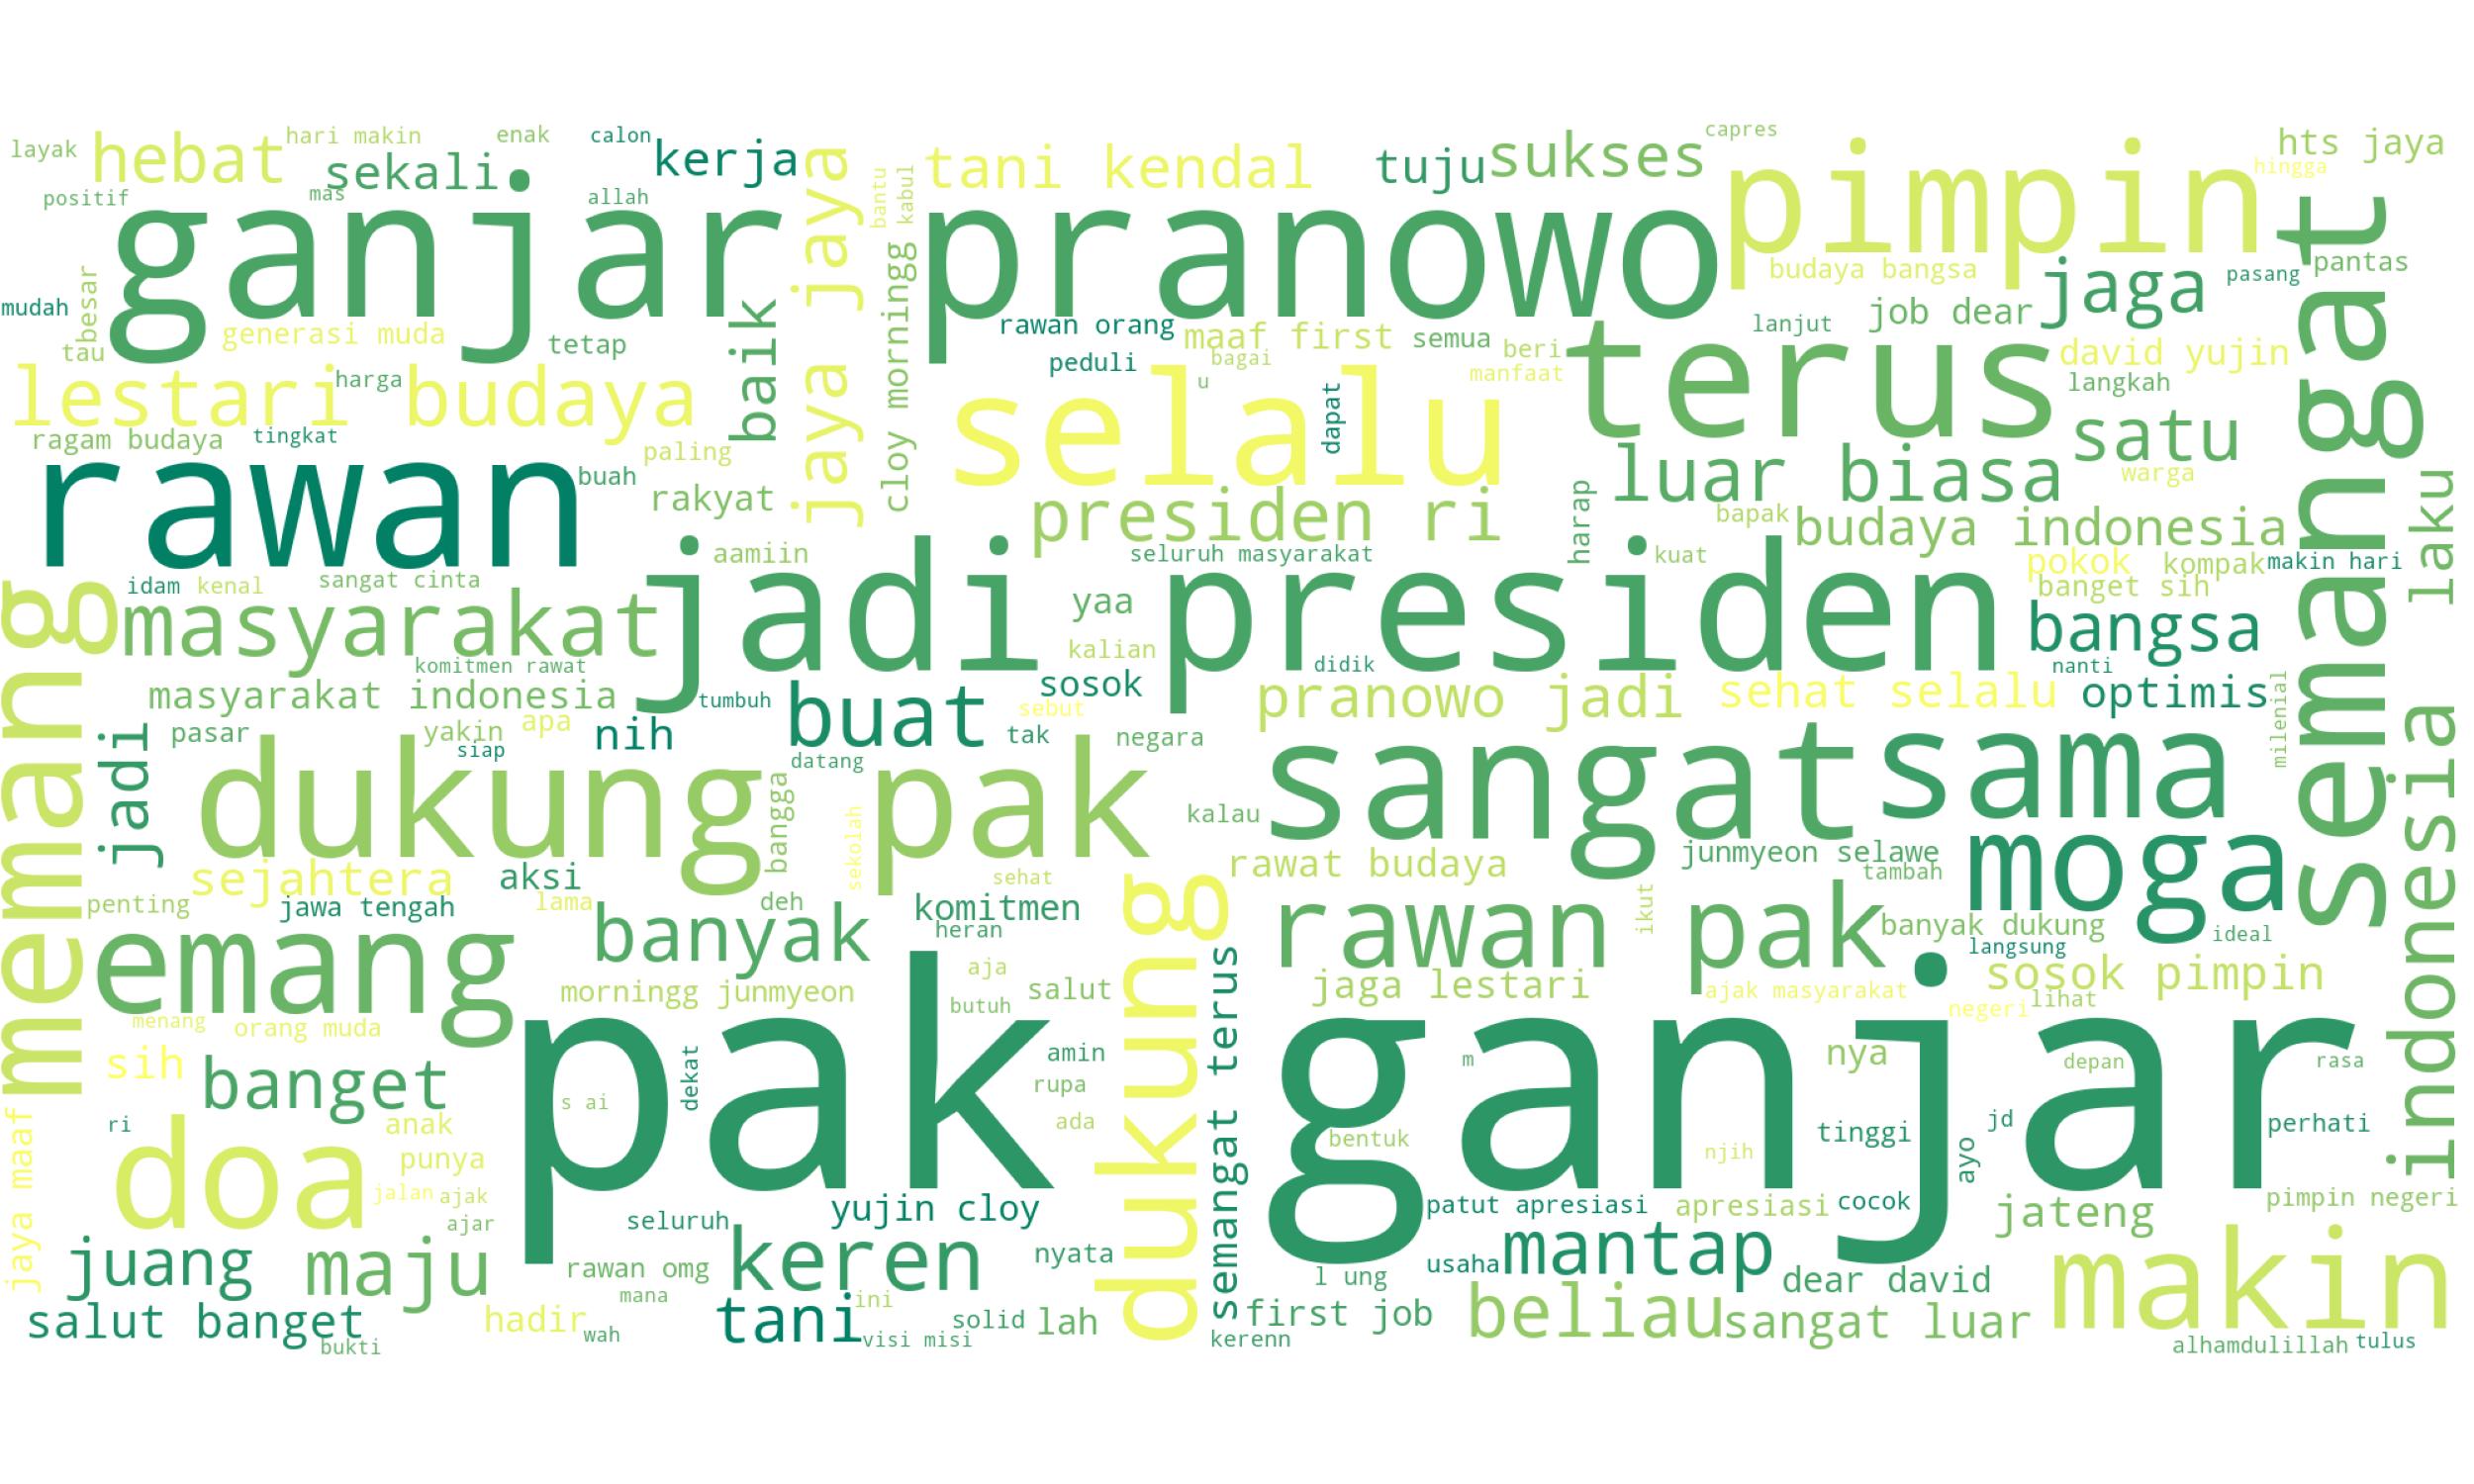 layak
hebat
hari makin
enak
calon
kerja
sekali
positif
mas
allah
ganjar
jaya jaya
bantu
kabul
tani kendal
tuju
sukses
capres
pimpin
hts jaya
hingga
pranowo
semangat
budaya bangsa
jaga
pasang
pantas
mudah
besar
tau
generasi muda
tetap
baik
cloy morningg
rawan orang
maaf first
semua
beri
lanjut
job dear
peduli
bagai
manfaat
terus
david yujin
langkah
lestari
harga
budaya
selalu
u
dapat
ragam budaya
tingkat
paling
luar biasa
satu
warga
laku
rawan
buah
rakyat
presiden ri
harap
bapak
budaya indonesia
aamiin
seluruh masyarakat
kuat
pokok
kompak
makin hari
idam
kenal
sangat cinta
banget sih
memang
masyarakat
jadi presiden
yaa
kalian
bangsa
komitmen rawat
didik
nanti
masyarakat indonesia
tumbuh
buat
sosok
sebut
pranowo jadi
sehat selalu
optimis
milenial
indonesia
jadi
pasar
yakin
apa
siap
nih
tak
negara
datang
dukung pak
bangga
sekolah
kalau
sangat
sama
sejahtera
aksi
sehat
rawat budaya
junmyeon selawe
tambah
moga
penting
jawa tengah
lama
deh
komitmen
dukung
emang
banyak
heran
semangat terus
rawan pak
ikut
banyak dukung
langsung
ideal
morningg junmyeon
aja
salut
butuh
jaga lestari
ajak masyarakat
sosok pimpin
negeri
lihat
menang
orang muda
sih
banget
pak
s ai
dekat
amin
rupa
ada
ganjar
m
nya
depan
rasa
jaya maaf
ri
doa
anak
punya
jalan
ajak
ajar
bentuk
njih
tinggi
ayo
jd
perhati
seluruh
yujin cloy
patut apresiasi
apresiasi
cocok
jateng
pimpin negeri
juang
maju
rawan omg
mana
keren
nyata
l ung
usaha
mantap
dear david
makin
salut banget
bukti
hadir
wah
tani
ini
visi misi
solid
lah
first job
kerenn
beliau
sangat luar
alhamdulillah
tulus